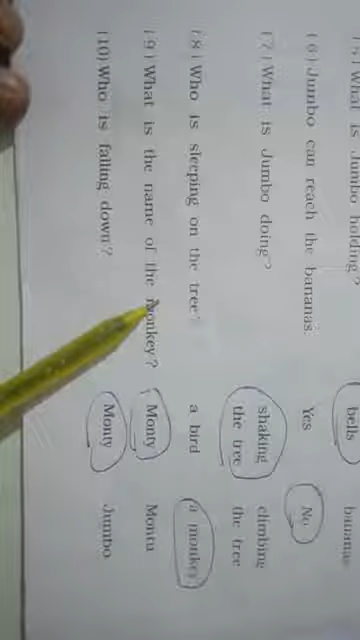 What is Jumbo holding? bells bananas
(6) Jumbo can reach the bananas. Yes No
(7) What is Jumbo doing? shaking the tree climbing the tree
(8) Who is sleeping on the tree? a bird a monkey
(9) What is the name of the monkey? Monty Montu
(10) Who is falling down? Monty Jumbo